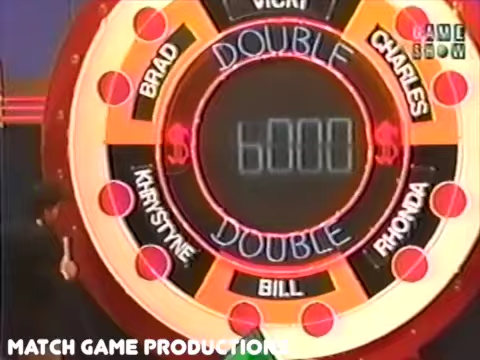 VICKI
GAME
SHOW
DOUBLE
BRAD
CHARLES
$ 6000 $
KHRYSTYNE
RHONDA
DOUBLE
BILL
MATCH GAME PRODUCTIONS